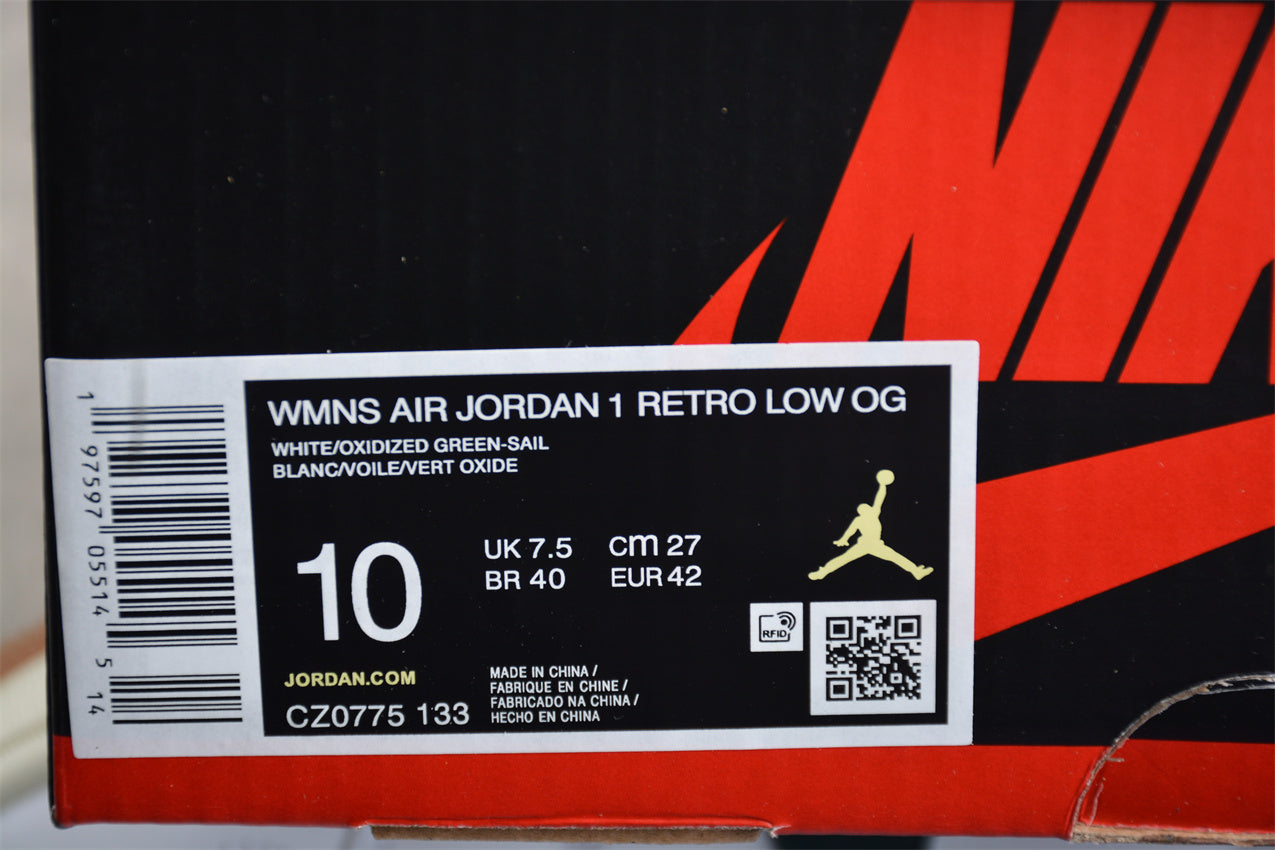 NIK
WMNS AIR JORDAN 1 RETRO LOW OG
WHITE/OXIDIZED GREEN-SAIL
BLANC/VOILE/VERT OXIDE
10
UK 7.5 cm 27
BR 40 EUR 42
RFID
JORDAN.COM
CZ0775 133
MADE IN CHINA /
FABRIQUE EN CHINE /
FABRICADO NA CHINA /
HECHO EN CHINA
1 97597 05514 5 14